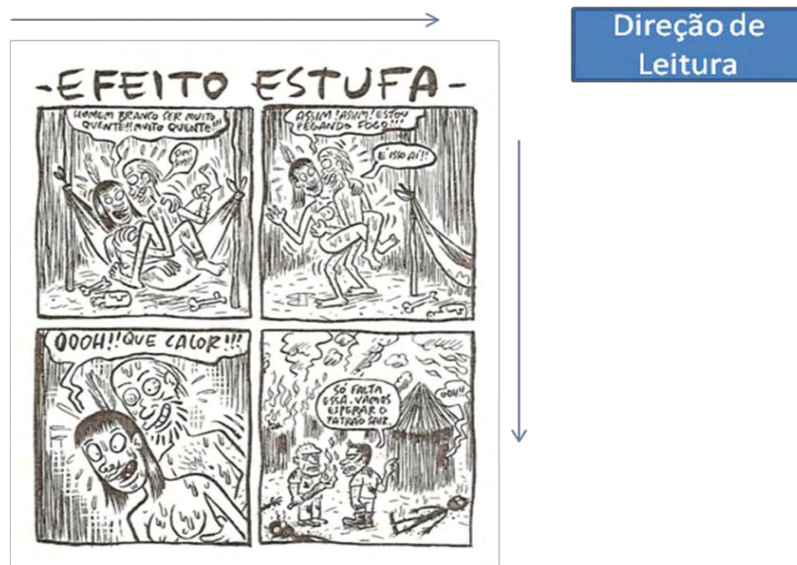 Direção de
Leitura
-EFEITO ESTUFA-
HOMEM BRANCO SER MUITO
QUENTE!! MUITO QUENTE!!!
ASSIM! ASIM! ESTOU
PEGANDO FOGO!!!
E ISSO AÍ!!
OOOH!! QUE CALOR!!!
SÓ FALTA
ESSA. VAMOS
ESPERAR O
PATRÃO SAIR.
OOH!!